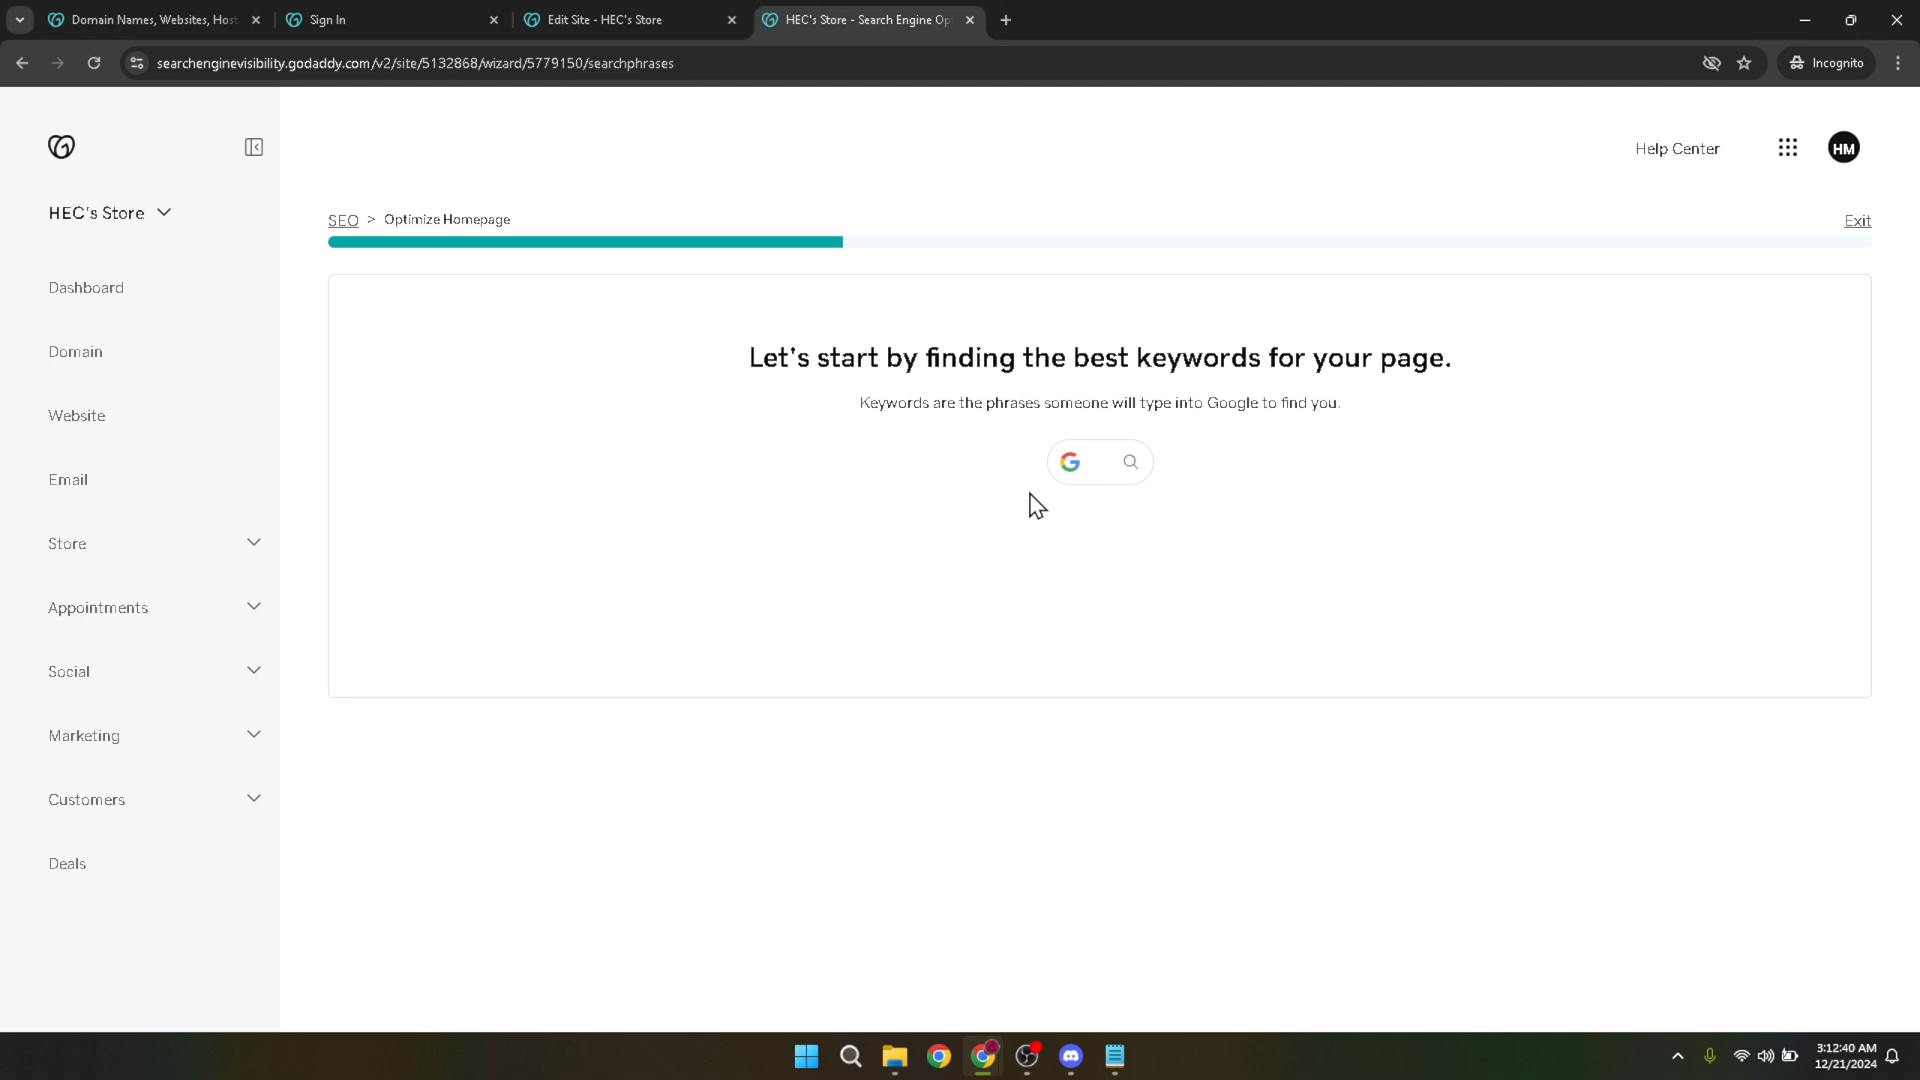 Domain Names, Websites, Host
Sign In
Edit Site - HEC's Store
HEC's Store - Search Engine Op
searchenginevisibility.godaddy.com/v2/site/5132868/wizard/5779150/searchphrases
Incognito
Help Center
HM
HEC's Store
SEO > Optimize Homepage
Exit
Dashboard
Let's start by finding the best keywords for your page.
Domain
Keywords are the phrases someone will type into Google to find you.
Website
Email
Store
Appointments
Social
Marketing
Customers
Deals
3:12:40 AM
12/21/2024